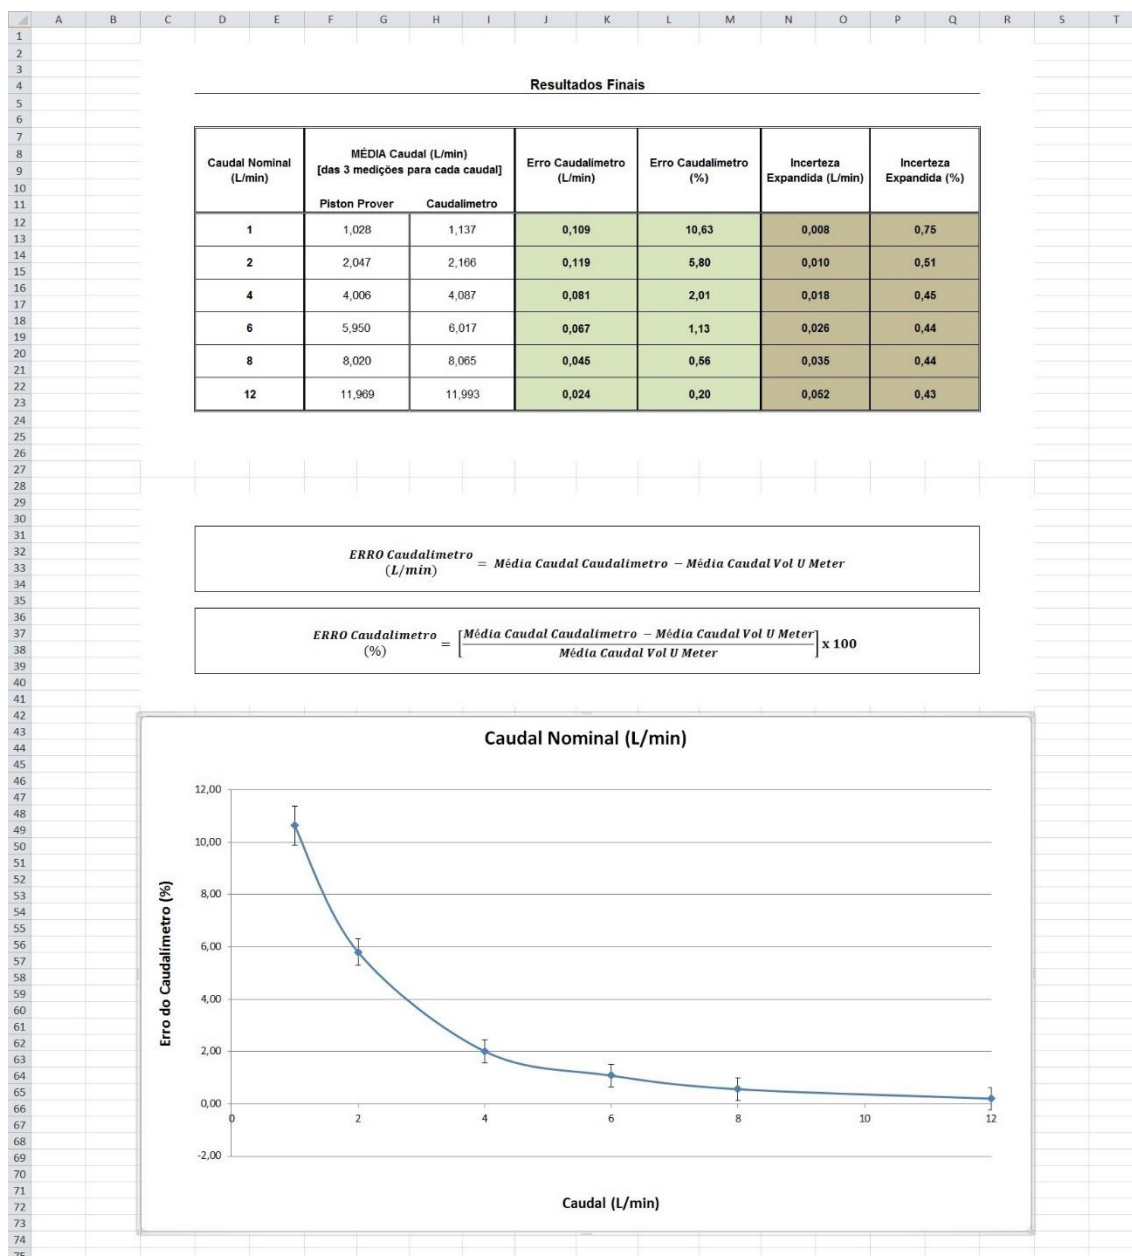 A B C D E F G H I J K L M N O P Q R S T
1
2
3
4
5
6
7
8
9
10
11
12
13
14
15
16
17
18
19
20
21
22
23
24
25
26
27
28
29
30
31
32
33
34
35
36
37
38
39
40
41
42
43
44
45
46
47
48
49
50
51
52
53
54
55
56
57
58
59
60
61
62
63
64
65
66
67
68
69
70
71
72
73
74
75
Resultados Finais
Caudal Nominal
(L/min)
MÉDIA Caudal (L/min)
[das 3 medições para cada caudal]
Piston Prover Caudalimetro
Erro Caudalímetro
(L/min)
Erro Caudalímetro
(%)
Incerteza
Expandida (L/min)
Incerteza
Expandida (%)
1 1,028 1,137 0,109 10,63 0,008 0,75
2 2,047 2,166 0,119 5,80 0,010 0,51
4 4,006 4,087 0,081 2,01 0,018 0,45
6 5,950 6,017 0,067 1,13 0,026 0,44
8 8,020 8,065 0,045 0,56 0,035 0,44
12 11,969 11,993 0,024 0,20 0,052 0,43
ERRO Caudalimetro
(L/min)
= Média Caudal Caudalimetro − Média Caudal Vol U Meter
ERRO Caudalimetro
(%)
= [
Média Caudal Caudalimetro − Média Caudal Vol U Meter
Média Caudal Vol U Meter
] x 100
Caudal Nominal (L/min)
Erro do Caudalímetro (%)
12,00
10,00
8,00
6,00
4,00
2,00
0,00
-2,00
0 2 4 6 8 10 12
Caudal (L/min)